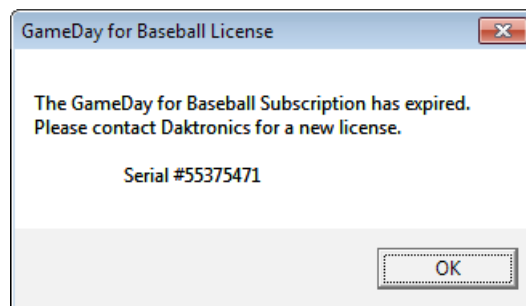 GameDay for Baseball License
The GameDay for Baseball Subscription has expired.
Please contact Daktronics for a new license.
Serial #55375471
OK